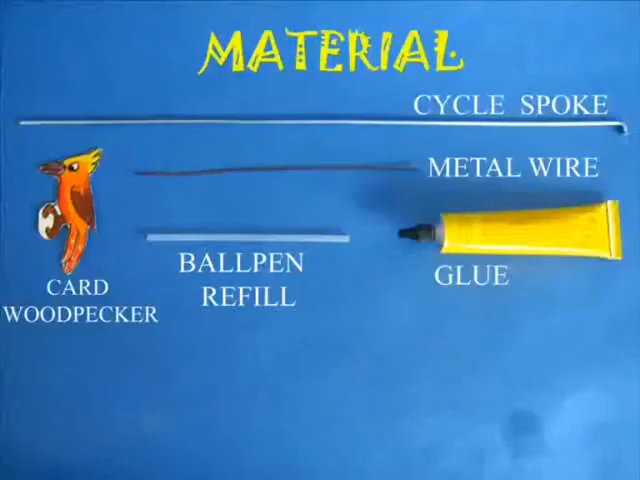 MATERIAL
CYCLE SPOKE
METAL WIRE
GLUE
BALLPEN
REFILL
CARD
WOODPECKER